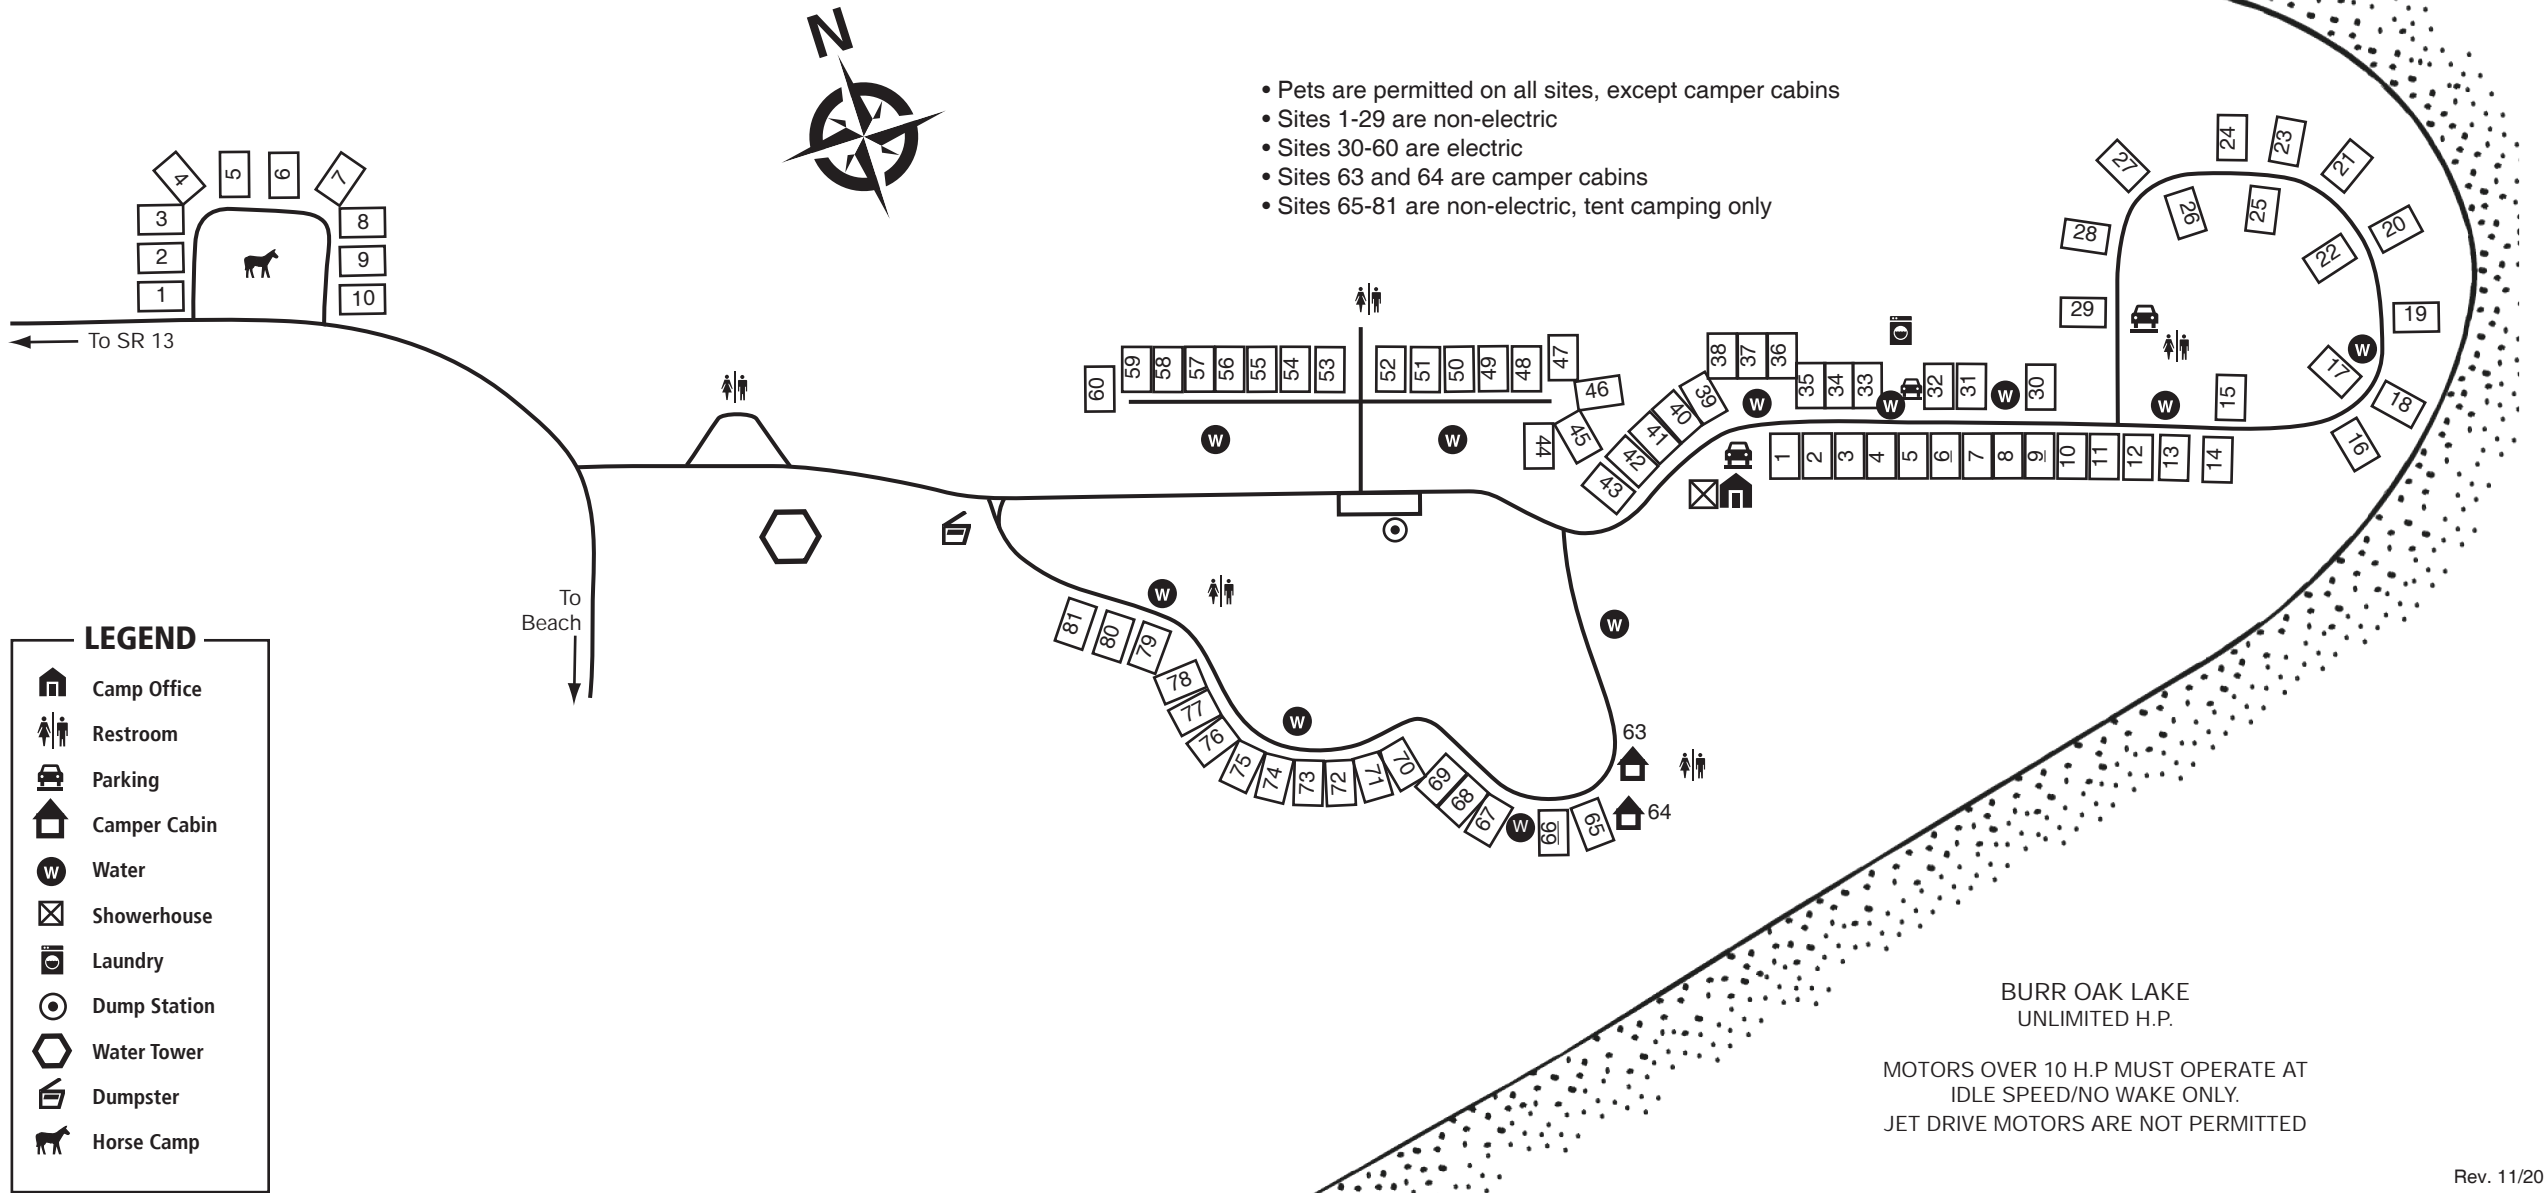 N
• Pets are permitted on all sites, except camper cabins
• Sites 1-29 are non-electric
• Sites 30-60 are electric
• Sites 63 and 64 are camper cabins
• Sites 65-81 are non-electric, tent camping only
4 5 6 7
3 8
2 9
1 10
To SR 13
To
Beach
60 59 58 57 56 55 54 53 52 51 50 49 48 47
46
45
44
43 42 41 40 39
38 37 36 35 34 33 32 31 30
W W W W W W W
1 2 3 4 5 6 7 8 9 10 11 12 13 14
15
16
17
18
19
20
21
22
23
24
25
26
27
28
29
81 80 79 78 77 76 75 74 73 72 71 70 69 68 67 66 65
W W W W
63
64
LEGEND
Camp Office
Restroom
Parking
Camper Cabin
W Water
Showerhouse
Laundry
Dump Station
Water Tower
Dumpster
Horse Camp
BURR OAK LAKE
UNLIMITED H.P.
MOTORS OVER 10 H.P MUST OPERATE AT
IDLE SPEED/NO WAKE ONLY.
JET DRIVE MOTORS ARE NOT PERMITTED
Rev. 11/20